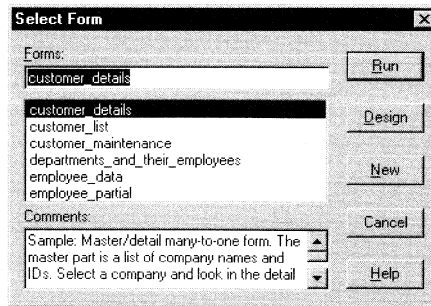 Select Form
Forms:
customer_details
Run
customer_details
customer_list
customer_maintenance
departments_and_their_employees
employee_data
employee_partial
Design
New
Comments:
Sample: Master/detail many-to-one form. The
master part is a list of company names and
IDs. Select a company and look in the detail
Cancel
Help